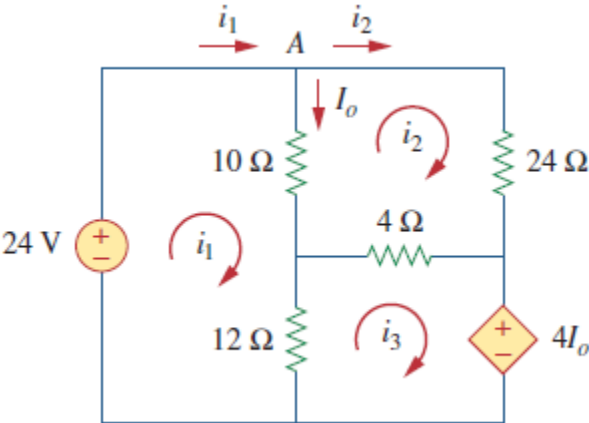 i₁ i₂
A
Iₒ
i₂
10 Ω 24 Ω
4 Ω
24 V + − i₁
12 Ω i₃ + − 4Iₒ